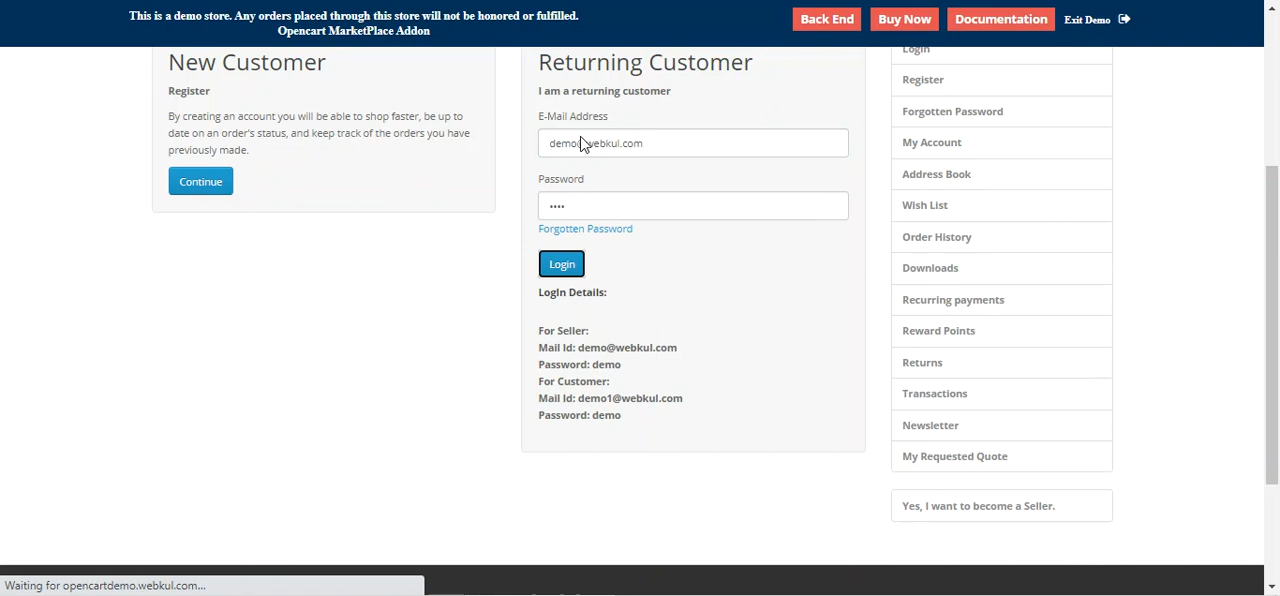 This is a demo store. Any orders placed through this store will not be honored or fulfilled.
Opencart MarketPlace Addon
Back End
Buy Now
Documentation
Exit Demo
New Customer
Register
By creating an account you will be able to shop faster, be up to
date on an order's status, and keep track of the orders you have
previously made.
Continue
Returning Customer
I am a returning customer
E-Mail Address
demo@webkul.com
Password
••••
Forgotten Password
Login
LogIn Details:
For Seller:
Mail Id: demo@webkul.com
Password: demo
For Customer:
Mail Id: demo1@webkul.com
Password: demo
Login
Register
Forgotten Password
My Account
Address Book
Wish List
Order History
Downloads
Recurring payments
Reward Points
Returns
Transactions
Newsletter
My Requested Quote
Yes, I want to become a Seller.
Waiting for opencartdemo.webkul.com...